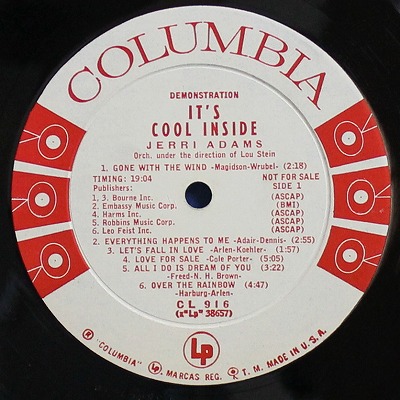 COLUMBIA
DEMONSTRATION
IT'S
COOL INSIDE
JERRI ADAMS
Orch. under the direction of Lou Stein
1. GONE WITH THE WIND -Magidson-Wrubel- (2:18)
TIMING: 19:04 NOT FOR SALE
Publishers: SIDE 1
1, 3. Bourne Inc. (ASCAP)
2. Embassy Music Corp. (BMI)
4. Harms Inc. (ASCAP)
5. Robbins Music Corp. (ASCAP)
6. Leo Feist Inc. (ASCAP)
2. EVERYTHING HAPPENS TO ME -Adair-Dennis- (2:55)
3. LET'S FALL IN LOVE -Arlen-Koehler- (1:57)
4. LOVE FOR SALE -Cole Porter- (5:05)
5. ALL I DO IS DREAM OF YOU (3:22)
-Freed-N. H. Brown-
6. OVER THE RAINBOW (4:47)
-Harburg-Arlen-
CL 916
(x"Lp" 38657)
Lp
® "COLUMBIA" MARCAS REG. T. M. MADE IN U.S.A.